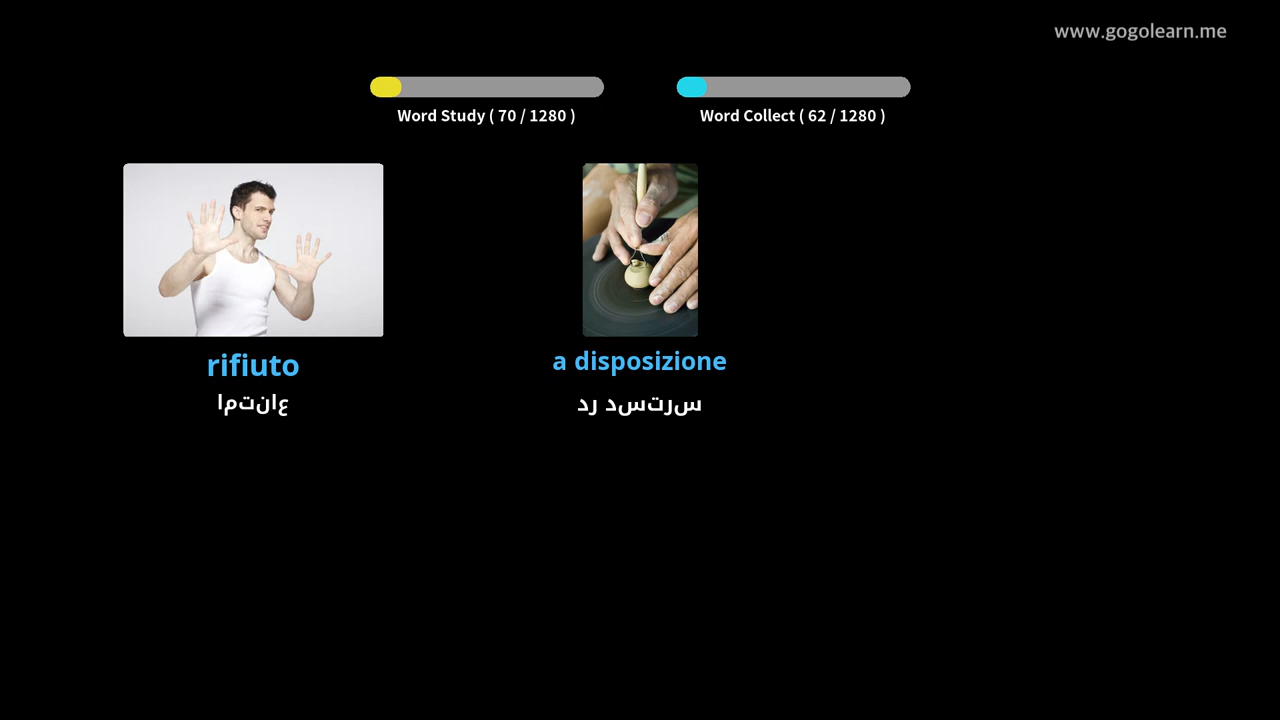 www.gogolearn.me
Word Study ( 70 / 1280 )
Word Collect ( 62 / 1280 )
rifiuto
امتناع
a disposizione
در دسترس